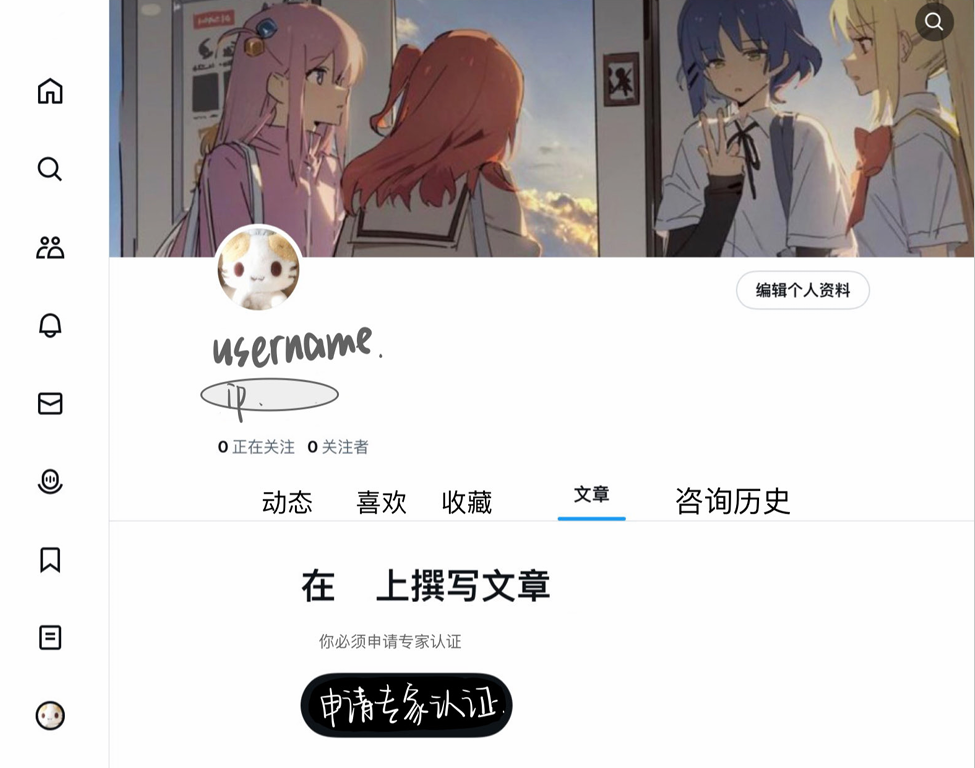 编辑个人资料
username.
ip.
0 正在关注 0 关注者
动态 喜欢 收藏 文章 咨询历史
在 上撰写文章
你必须申请专家认证
申请专家认证.